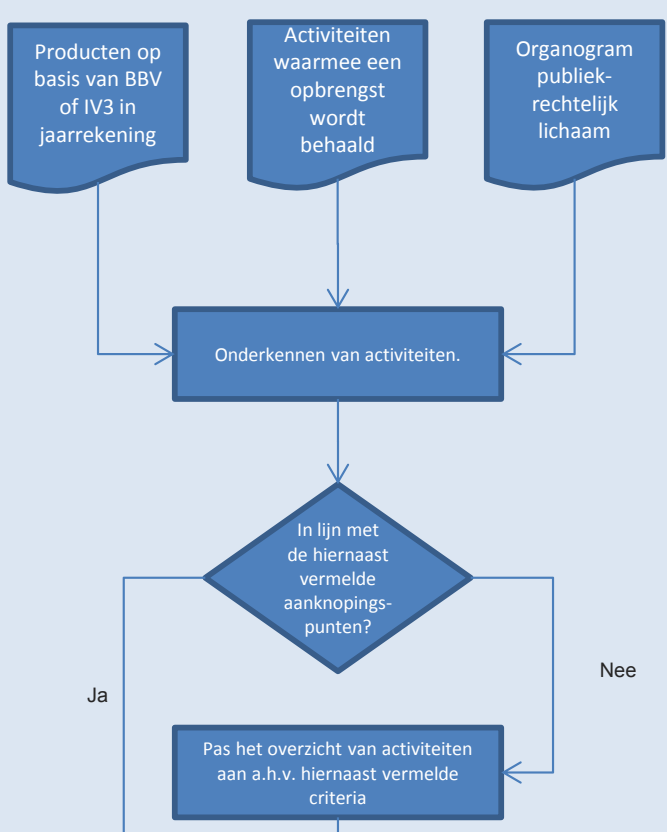 Producten op
basis van BBV
of IV3 in
jaarrekening
Activiteiten
waarmee een
opbrengst
wordt
behaald
Organogram
publiek-
rechtelijk
lichaam
Onderkennen van activiteiten.
In lijn met
de hiernaast
vermelde
aanknopings-
punten?
Ja
Nee
Pas het overzicht van activiteiten
aan a.h.v. hiernaast vermelde
criteria